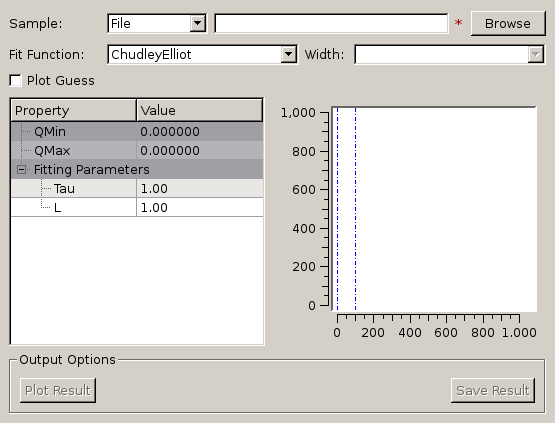 Sample: File * Browse
Fit Function: ChudleyElliot Width:
Plot Guess
Property Value
QMin 0.000000
QMax 0.000000
Fitting Parameters
Tau 1.00
L 1.00
1,000
800
600
400
200
0
0 200 400 600 800 1.000
Output Options
Plot Result Save Result